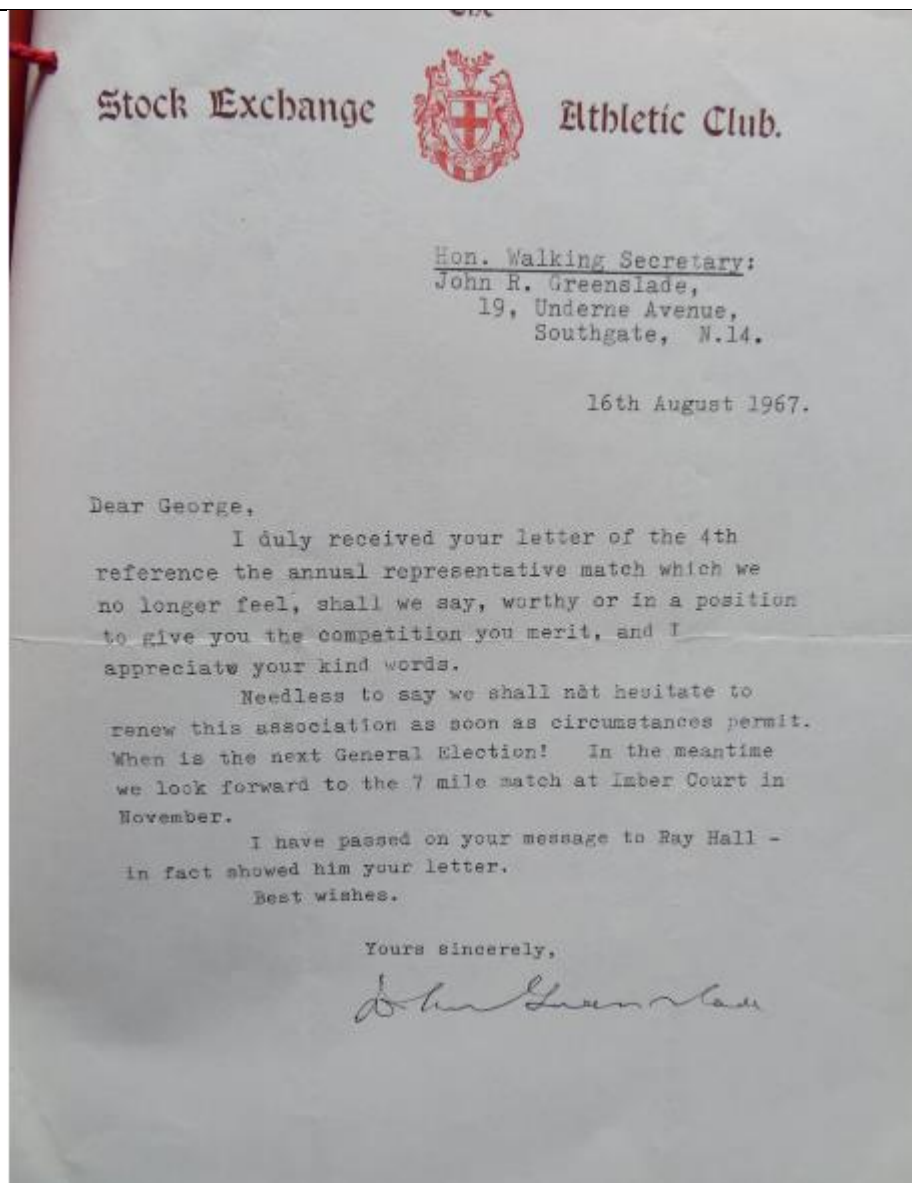 The
Stock Exchange Athletic Club.
Hon. Walking Secretary:
John R. Greenslade,
19, Underne Avenue,
Southgate, N.14.
16th August 1967.
Dear George,
I duly received your letter of the 4th
reference the annual representative match which we
no longer feel, shall we say, worthy or in a position
to give you the competition you merit, and I
appreciate your kind words.
Needless to say we shall not hesitate to
renew this association as soon as circumstances permit.
When is the next General Election! In the meantime
we look forward to the 7 mile match at Imber Court in
November.
I have passed on your message to Ray Hall -
in fact showed him your letter.
Best wishes.
Yours sincerely,
John Greenslade